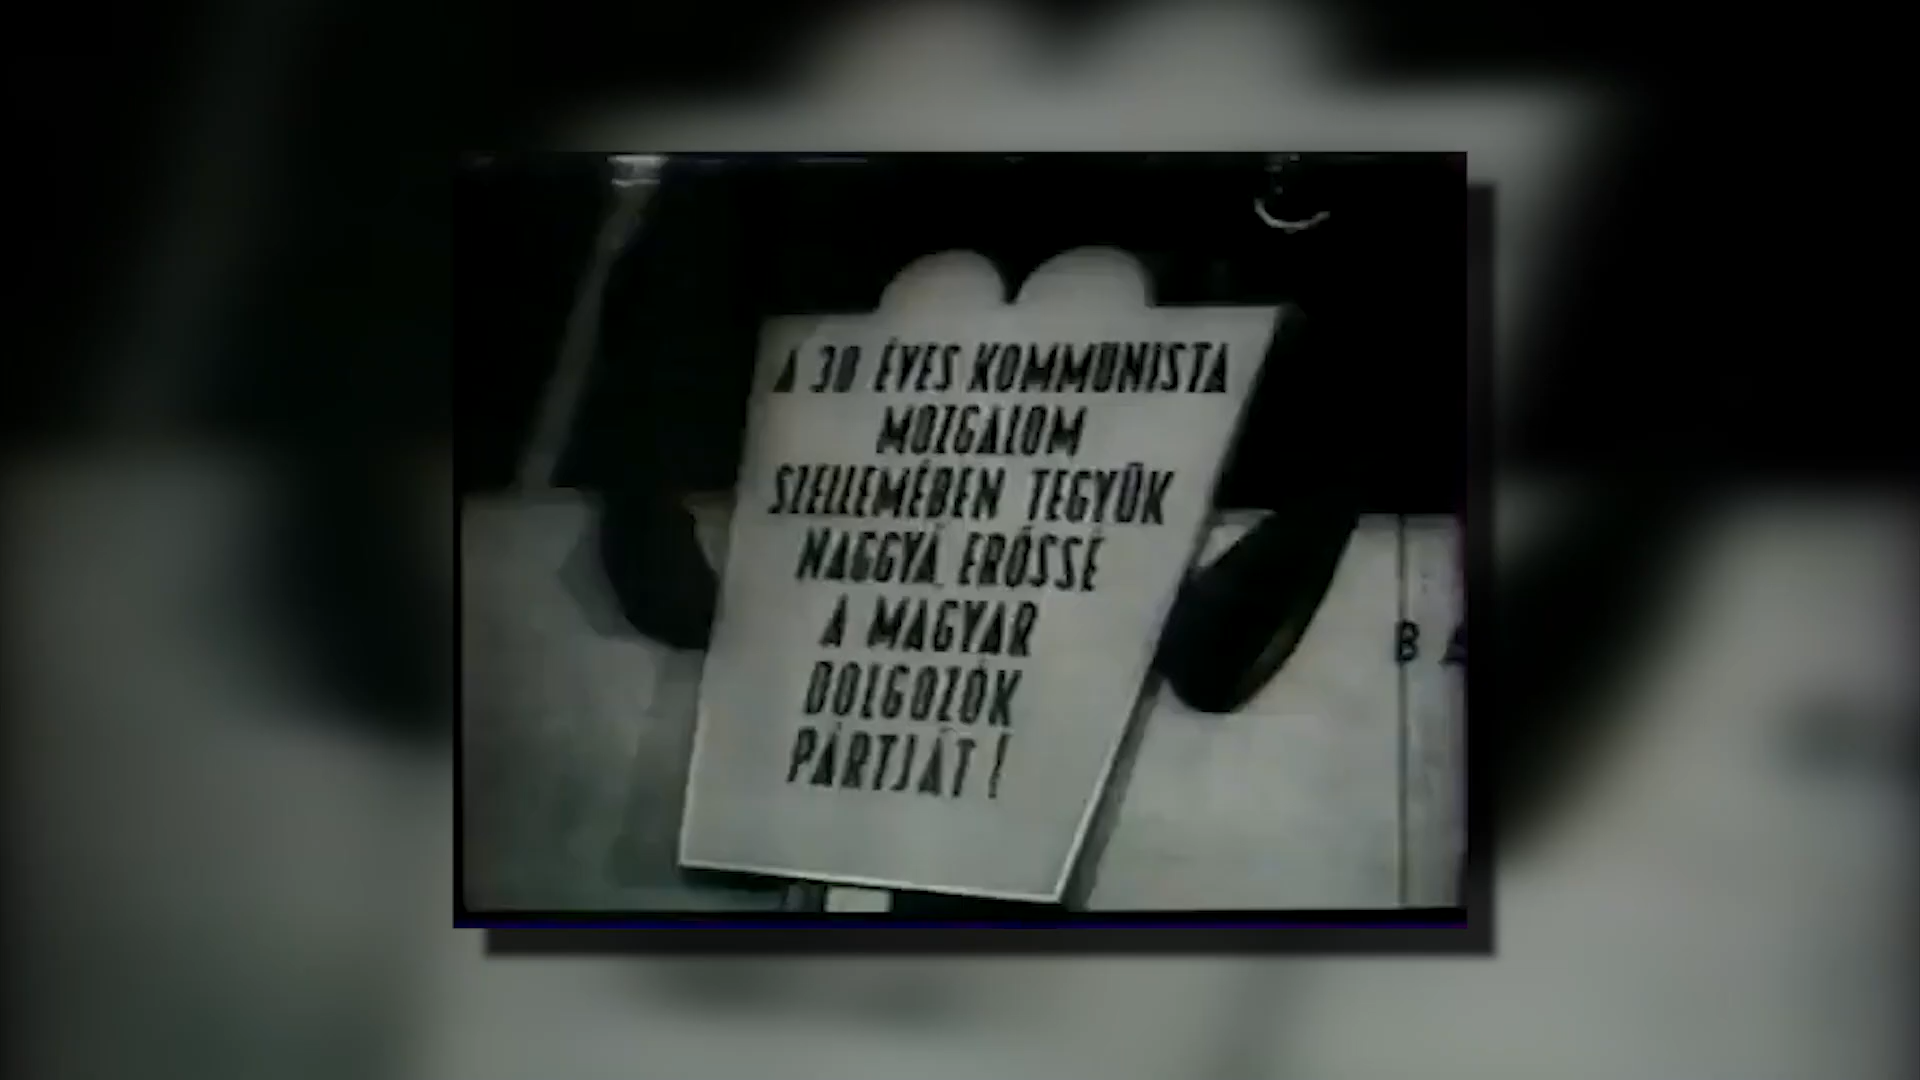 A 30 ÉVES KOMMUNISTA
MOZGALOM
SZELLEMÉBEN TEGYÜK
NAGGYÁ, ERŐSSÉ
A MAGYAR
DOLGOZÓK
PÁRTJÁT!